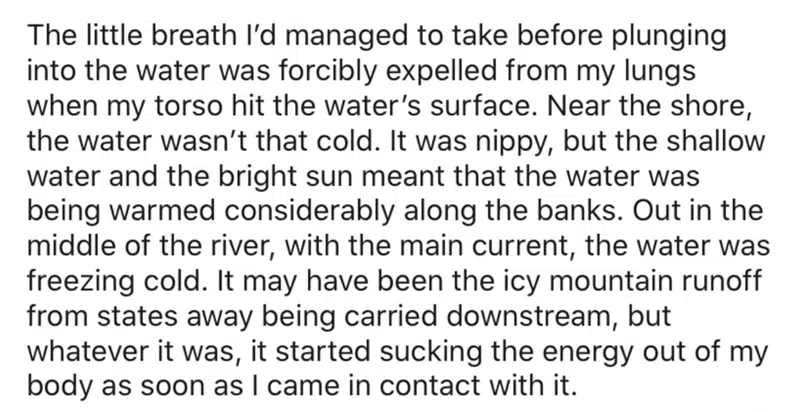 The little breath I’d managed to take before plunging
into the water was forcibly expelled from my lungs
when my torso hit the water’s surface. Near the shore,
the water wasn’t that cold. It was nippy, but the shallow
water and the bright sun meant that the water was
being warmed considerably along the banks. Out in the
middle of the river, with the main current, the water was
freezing cold. It may have been the icy mountain runoff
from states away being carried downstream, but
whatever it was, it started sucking the energy out of my
body as soon as I came in contact with it.